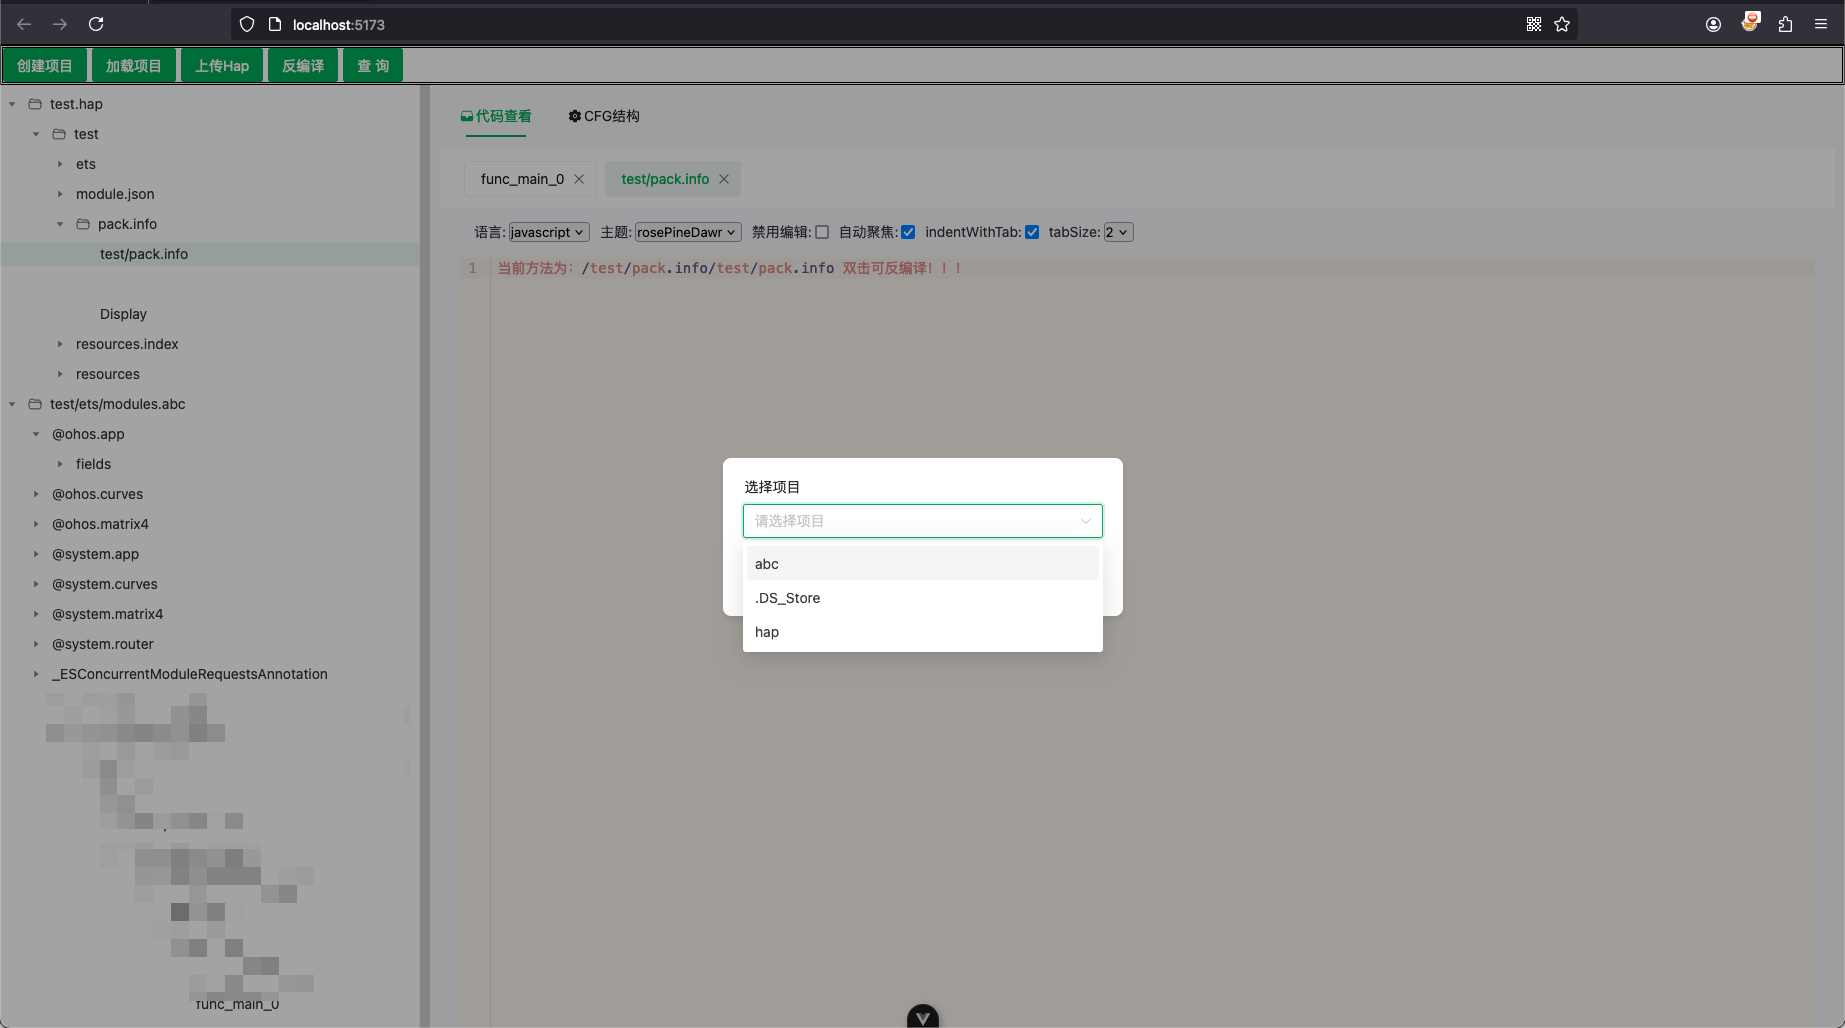 localhost:5173
创建项目
加载项目
上传Hap
反编译
查 询
test.hap
test
ets
module.json
pack.info
test/pack.info
Display
resources.index
resources
test/ets/modules.abc
@ohos.app
fields
@ohos.curves
@ohos.matrix4
@system.app
@system.curves
@system.matrix4
@system.router
_ESConcurrentModuleRequestsAnnotation
func_main_0
代码查看
CFG结构
func_main_0
test/pack.info
语言: javascript 主题: rosePineDawr 禁用编辑: 自动聚焦: indentWithTab: tabSize: 2
1 当前方法为: /test/pack.info/test/pack.info 双击可反编译!!!
选择项目
请选择项目
abc
.DS_Store
hap